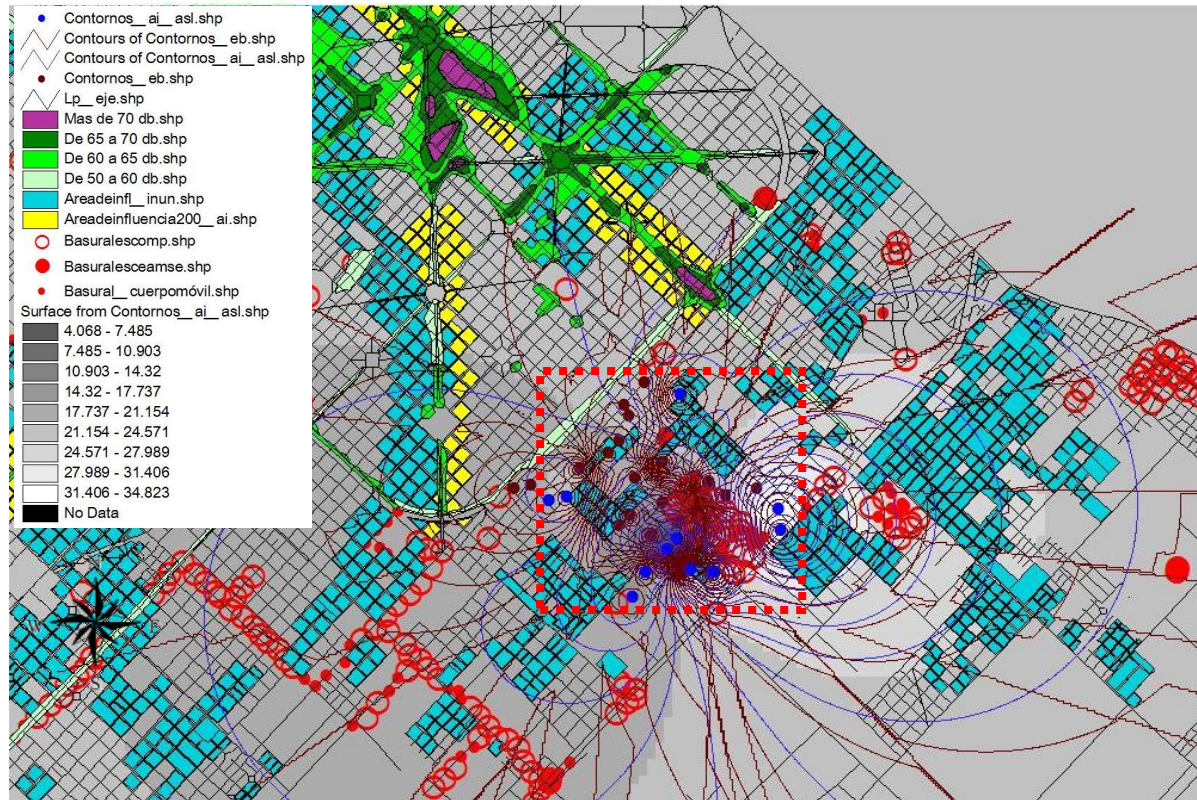 Contornos__ai_asl.shp
Contours of Contornos__eb.shp
Contours of Contornos__ai_asl.shp
Contornos__eb.shp
Lp__eje.shp
Mas de 70 db.shp
De 65 a 70 db.shp
De 60 a 65 db.shp
De 50 a 60 db.shp
Areadeinfl__inun.shp
Areadeinfluencia200__ai.shp
Basuralescomp.shp
Basuralesceamse.shp
Basural__cuerpomóvil.shp
Surface from Contornos__ai_asl.shp
4.068 - 7.485
7.485 - 10.903
10.903 - 14.32
14.32 - 17.737
17.737 - 21.154
21.154 - 24.571
24.571 - 27.989
27.989 - 31.406
31.406 - 34.823
No Data
W E
S